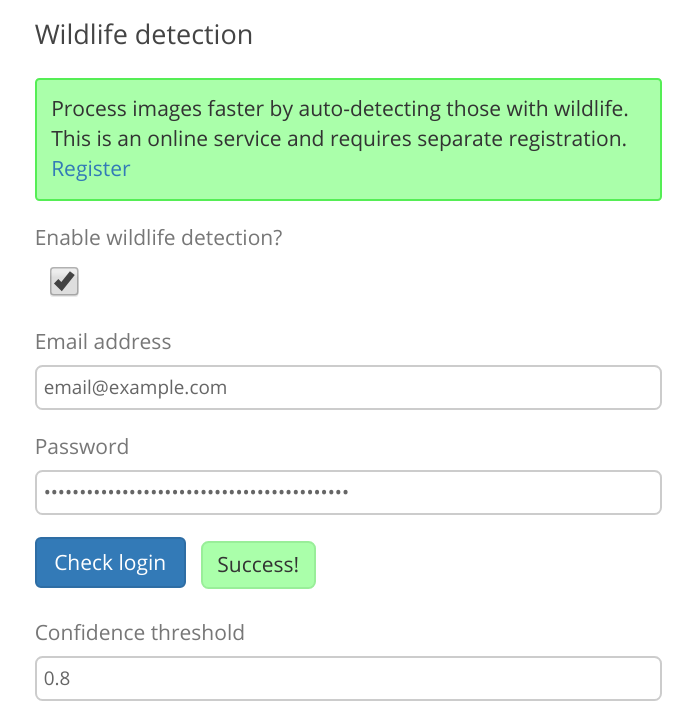 Wildlife detection
Process images faster by auto-detecting those with wildlife.
This is an online service and requires separate registration.
Register
Enable wildlife detection?
Email address
email@example.com
Password
•••••••••••••••••••••••••••••••••••••••••••
Check login
Success!
Confidence threshold
0.8